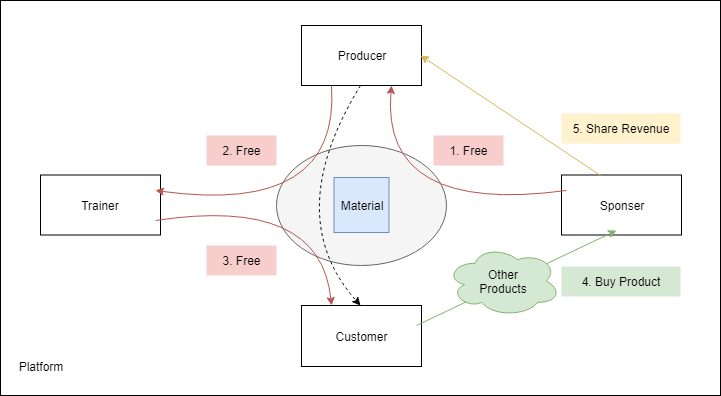 Producer
5. Share Revenue
2. Free
1. Free
Trainer
Material
Sponser
3. Free
Other
Products
4. Buy Product
Customer
Platform